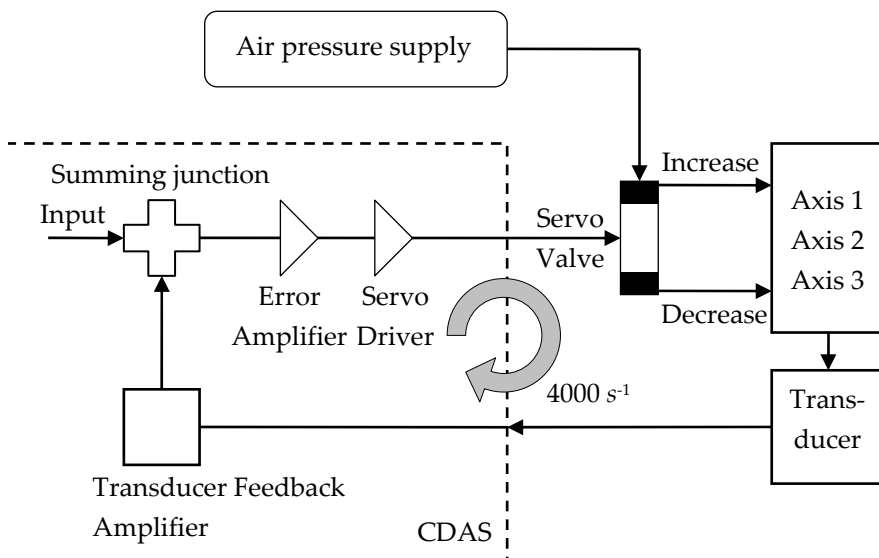 Air pressure supply
Summing junction
Input
Error
Amplifier
Servo
Driver
Servo
Valve
Increase
Decrease
Axis 1
Axis 2
Axis 3
4000 s⁻¹
Trans-
ducer
Transducer Feedback
Amplifier
CDAS